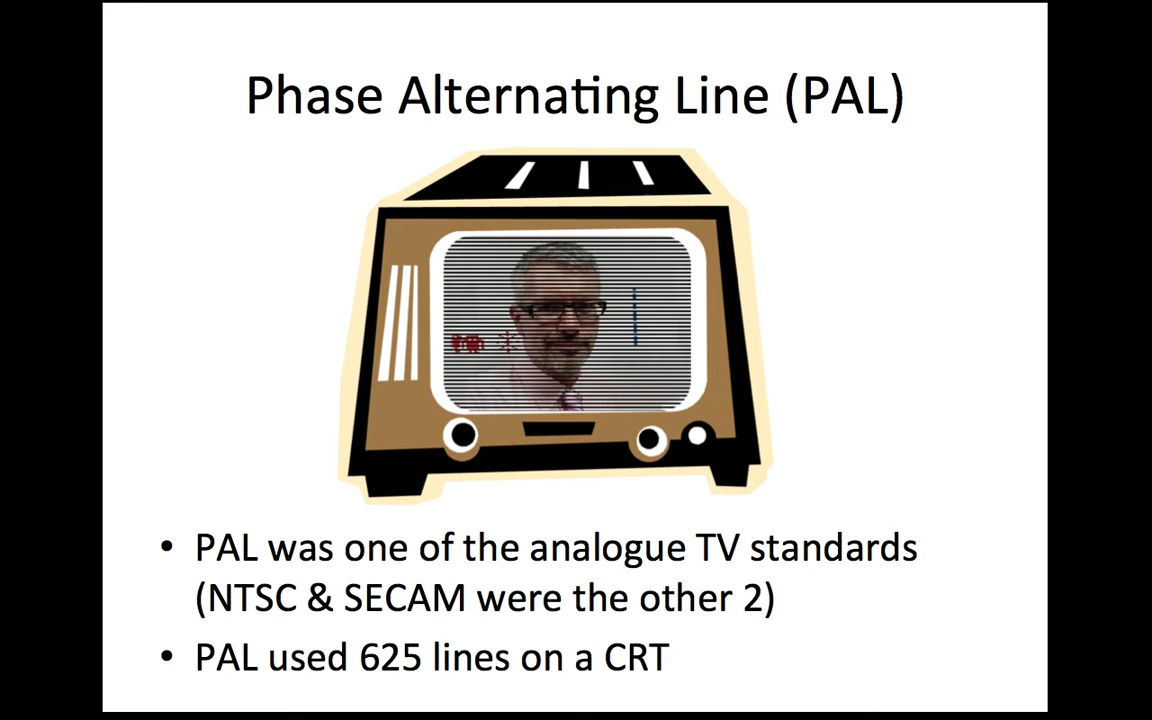 Phase Alternating Line (PAL)
• PAL was one of the analogue TV standards
(NTSC & SECAM were the other 2)
• PAL used 625 lines on a CRT